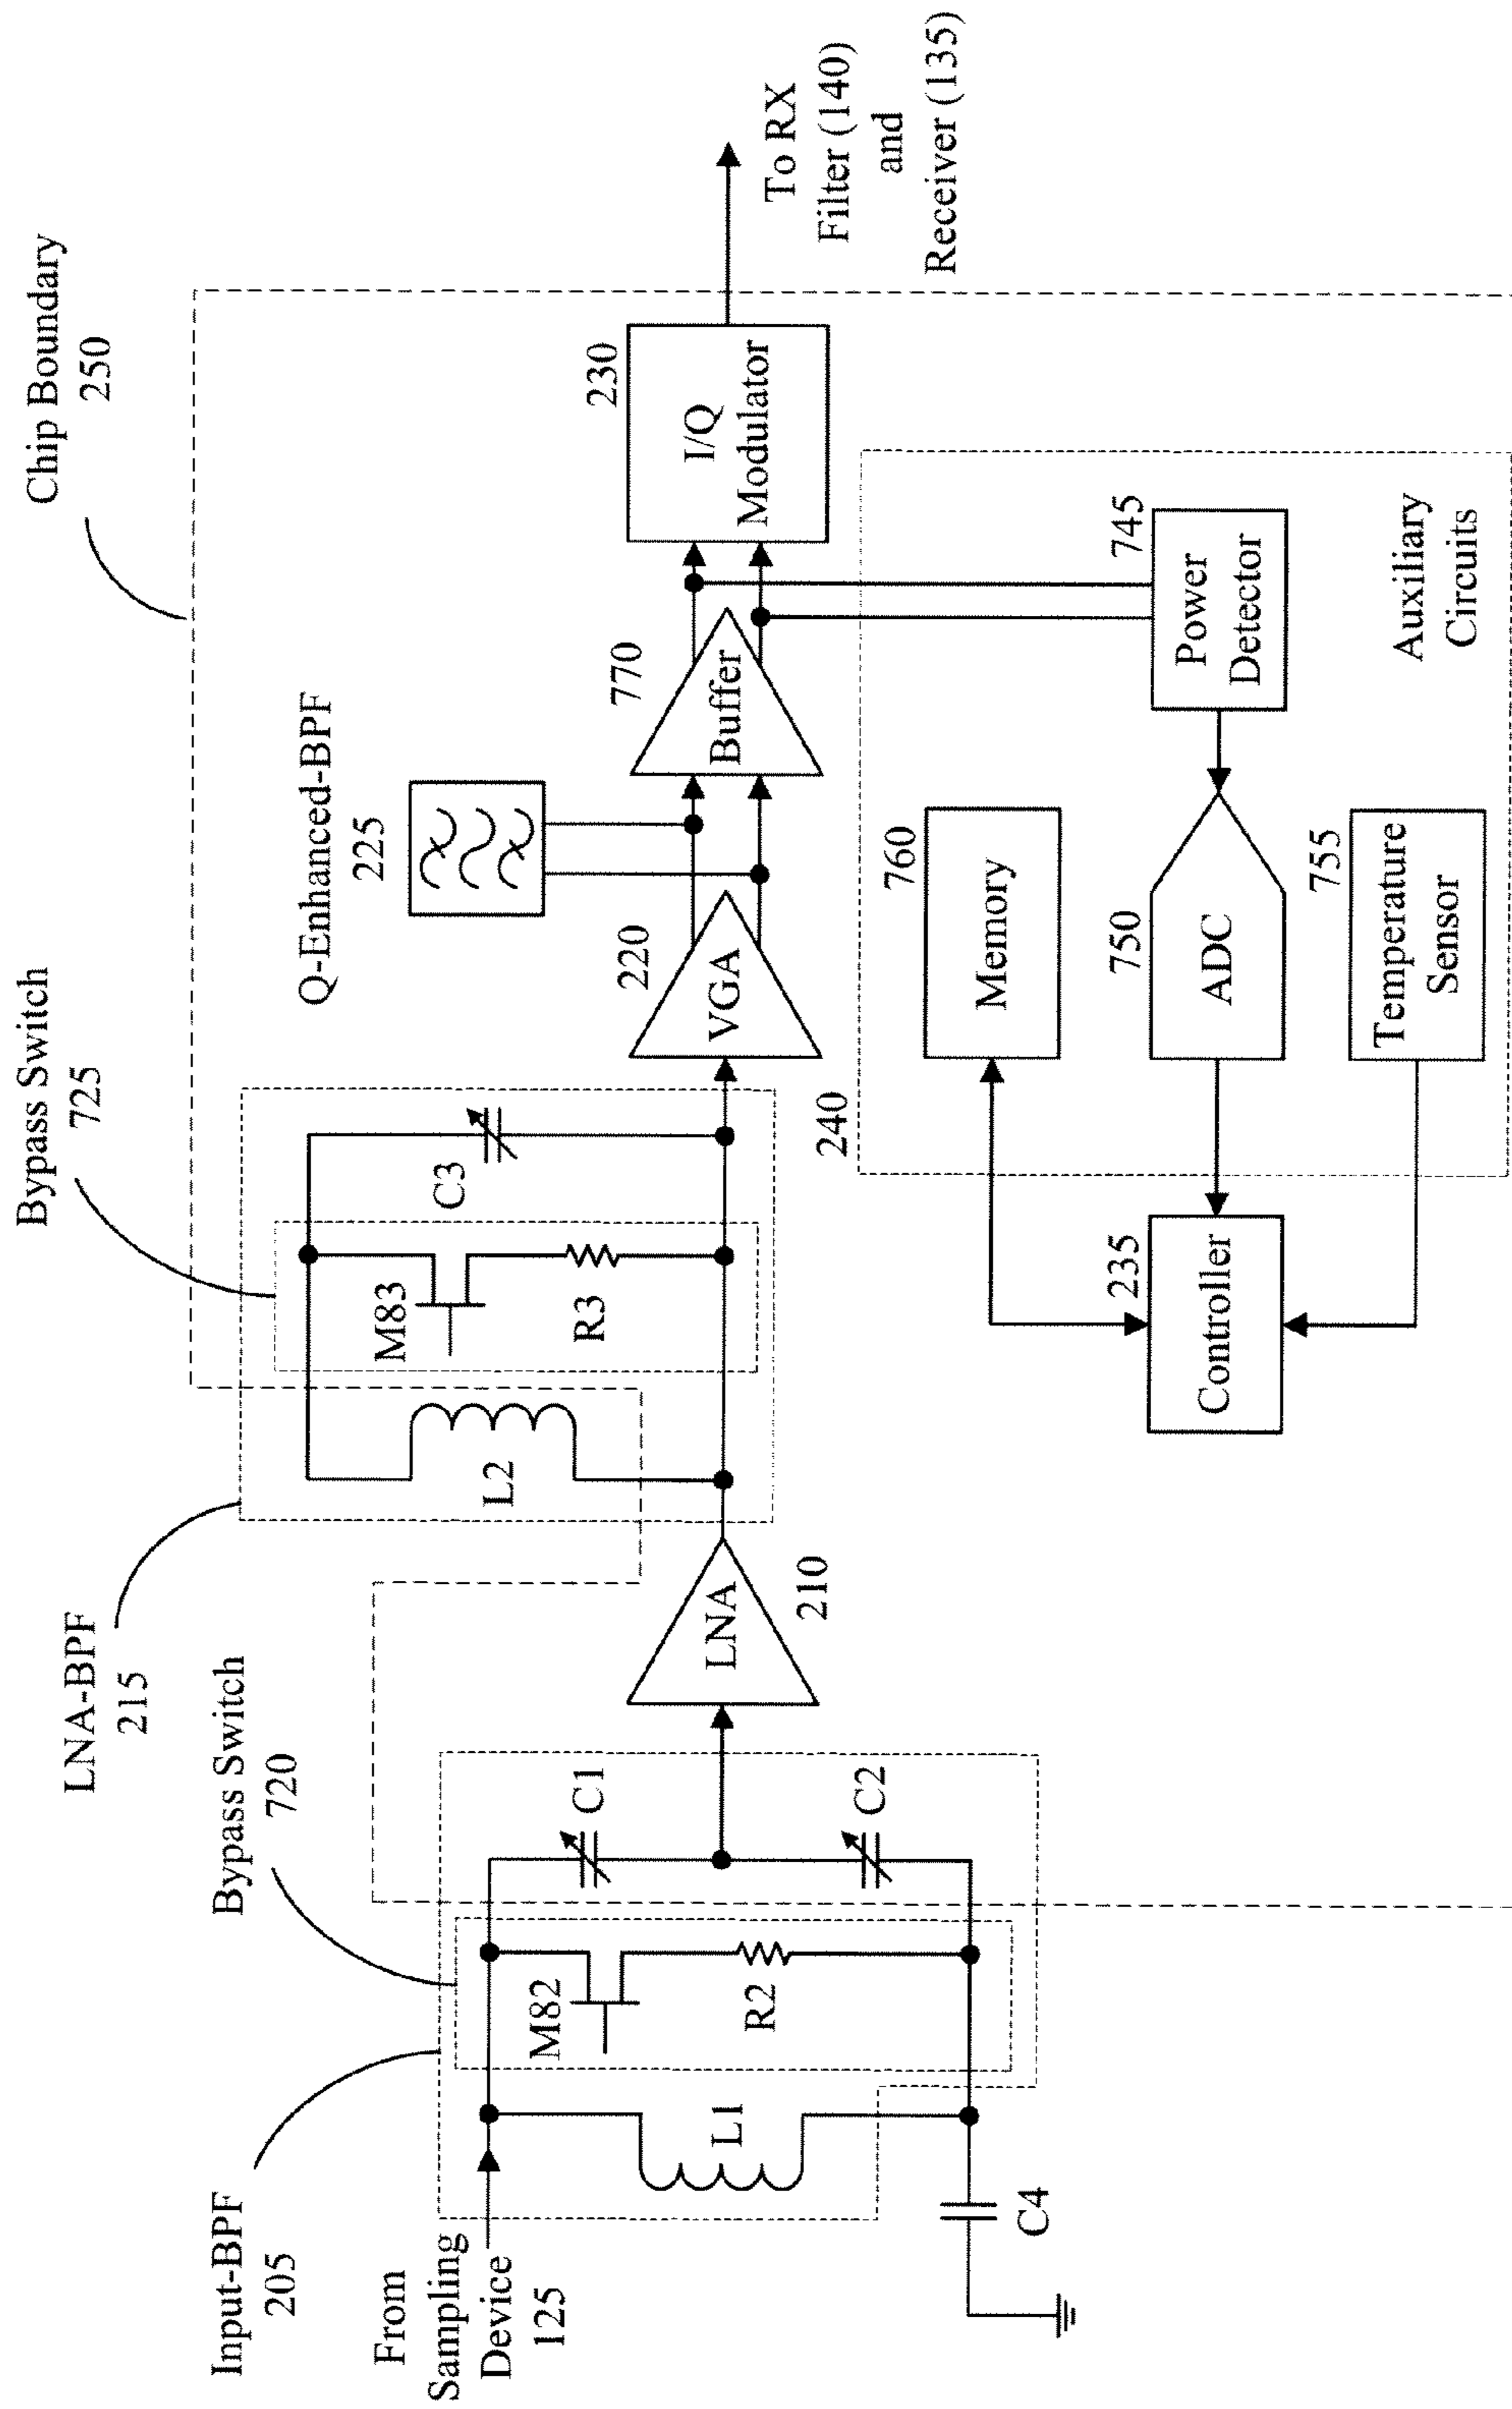 Chip Boundary
250
Bypass Switch
725
LNA-BPF
215
Bypass Switch
720
Input-BPF
205
From
Sampling
Device
125
L1
C4
M82
R2
C1
C2
LNA
210
L2
M83
R3
C3
VGA
220
Q-Enhanced-BPF
225
Buffer
770
I/Q
Modulator
230
To RX
Filter (140)
and
Receiver (135)
240
Controller
235
Memory
760
ADC
750
Temperature
Sensor
755
Power
Detector
745
Auxiliary
Circuits